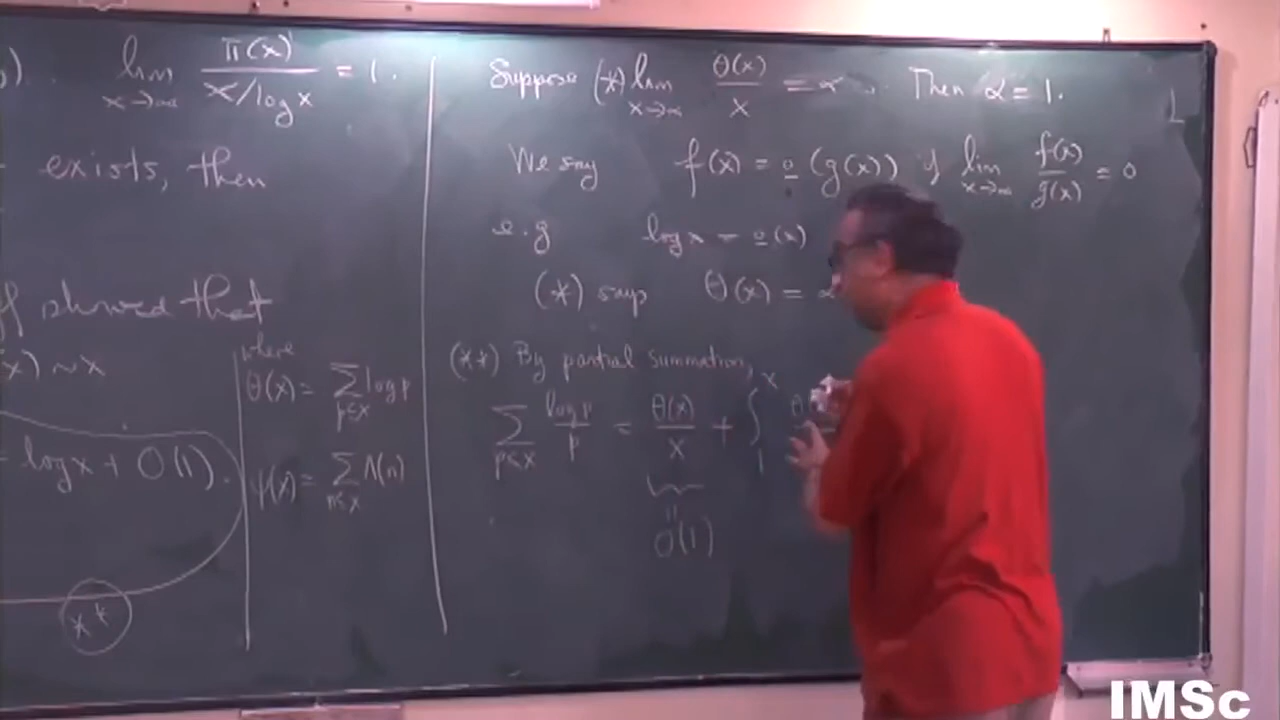 ). lim x→∞ π(x) / x/log x = 1.
exists, then
showed that
(x) ~ x
log x + O(1).
**
where
θ(x) = Σ p≤x log p
ψ(x) = Σ n≤x Λ(n)
Suppose (*) lim x→∞ θ(x)/x = α. Then α = 1.
We say f(x) = o(g(x)) if lim x→∞ f(x)/g(x) = 0
e.g log x = o(x)
(*) says θ(x) = α
(**) By partial summation,
Σ p≤x log p / p = θ(x)/x + ∫ 1 x θ
"
O(1)
IMSc